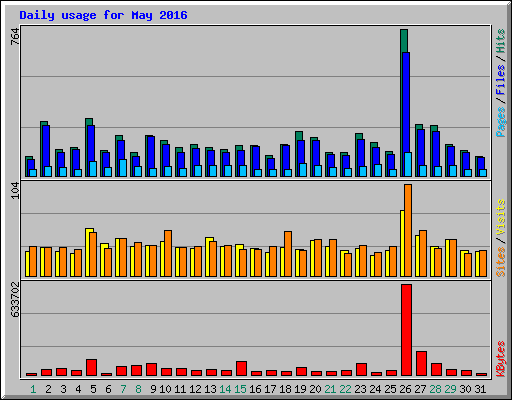 Daily usage for May 2016
764
Pages / Files / Hits
104
Sites / Visits
633702
KBytes
1 2 3 4 5 6 7 8 9 10 11 12 13 14 15 16 17 18 19 20 21 22 23 24 25 26 27 28 29 30 31